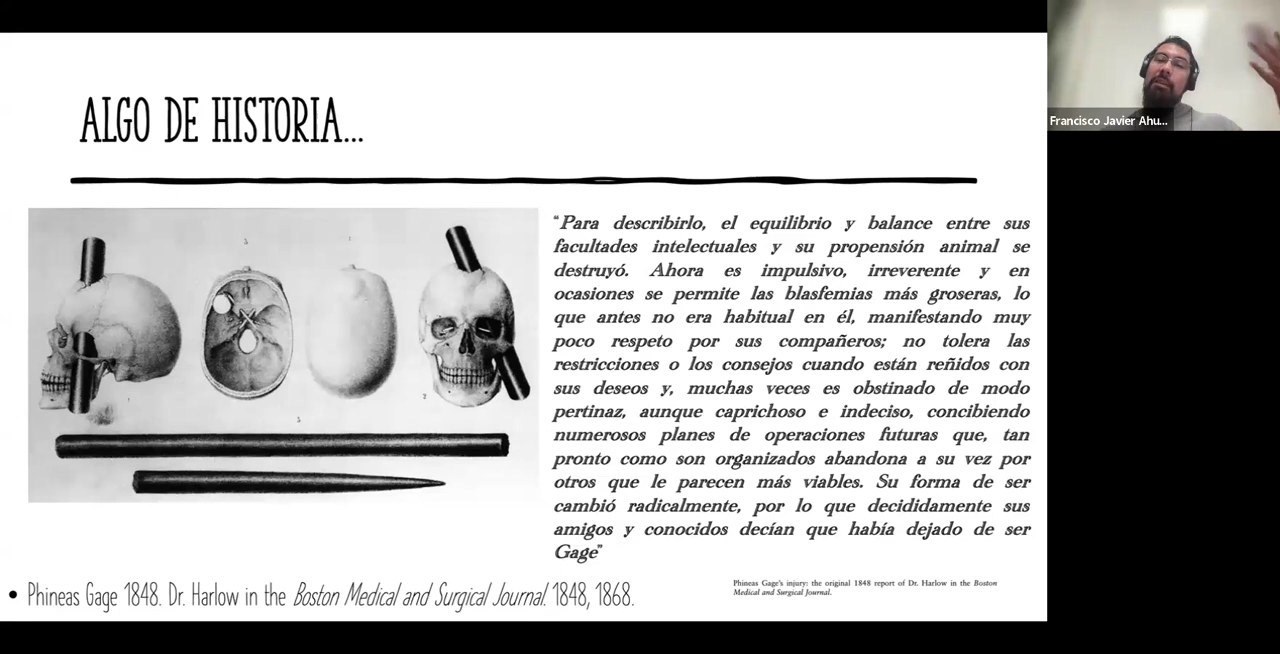 ALGO DE HISTORIA...
Francisco Javier Ahu...
“Para describirlo, el equilibrio y balance entre sus
facultades intelectuales y su propensión animal se
destruyó. Ahora es impulsivo, irreverente y en
ocasiones se permite las blasfemias más groseras, lo
que antes no era habitual en él, manifestando muy
poco respeto por sus compañeros; no tolera las
restricciones o los consejos cuando están reñidos con
sus deseos y, muchas veces es obstinado de modo
pertinaz, aunque caprichoso e indeciso, concibiendo
numerosos planes de operaciones futuras que, tan
pronto como son organizados abandona a su vez por
otros que le parecen más viables. Su forma de ser
cambió radicalmente, por lo que decididamente sus
amigos y conocidos decían que había dejado de ser
Gage”
Phineas Gage's injury: the original 1848 report of Dr. Harlow in the Boston
Medical and Surgical Journal.
• Phineas Gage 1848. Dr. Harlow in the Boston Medical and Surgical Journal. 1848, 1868.